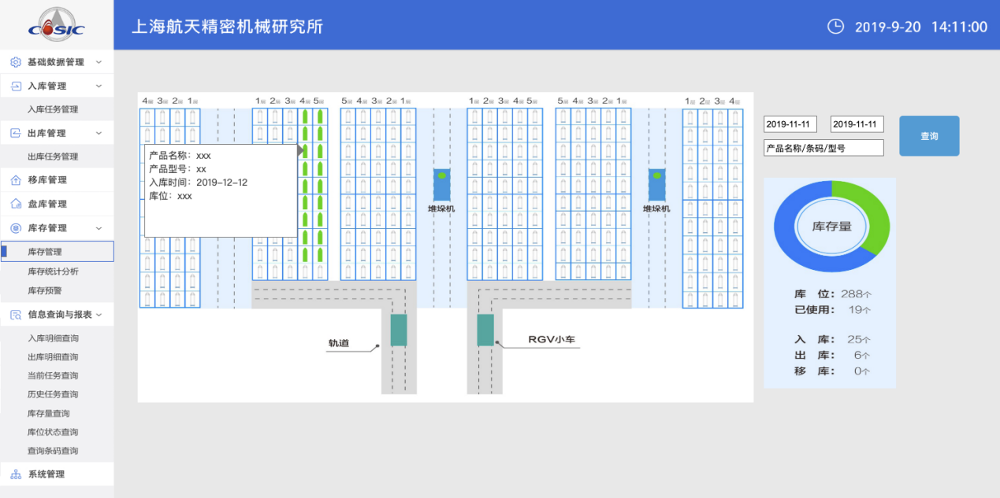 COSIC
上海航天精密机械研究所
2019-9-20 14:11:00
基础数据管理
入库管理
入库任务管理
出库管理
出库任务管理
移库管理
盘库管理
库存管理
库存管理
库存统计分析
库存预警
信息查询与报表
入库明细查询
出库明细查询
当前任务查询
历史任务查询
库存量查询
库位状态查询
查询条码查询
系统管理
4层 3层 2层 1层
1层 2层 3层 4层 5层
5层 4层 3层 2层 1层
1层 2层 3层 4层 5层
5层 4层 3层 2层 1层
1层 2层 3层 4层
产品名称：xxx
产品型号：xx
入库时间：2019-12-12
库位：xxx
堆垛机
堆垛机
轨道
RGV小车
2019-11-11
2019-11-11
产品名称/条码/型号
查询
库存量
库 位：288个
已使用： 19个
入 库： 25个
出 库： 6个
移 库： 0个